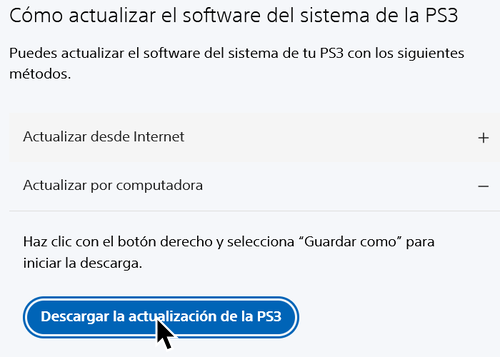 Cómo actualizar el software del sistema de la PS3
Puedes actualizar el software del sistema de tu PS3 con los siguientes
métodos.
Actualizar desde Internet
Actualizar por computadora
Haz clic con el botón derecho y selecciona “Guardar como” para
iniciar la descarga.
Descargar la actualización de la PS3